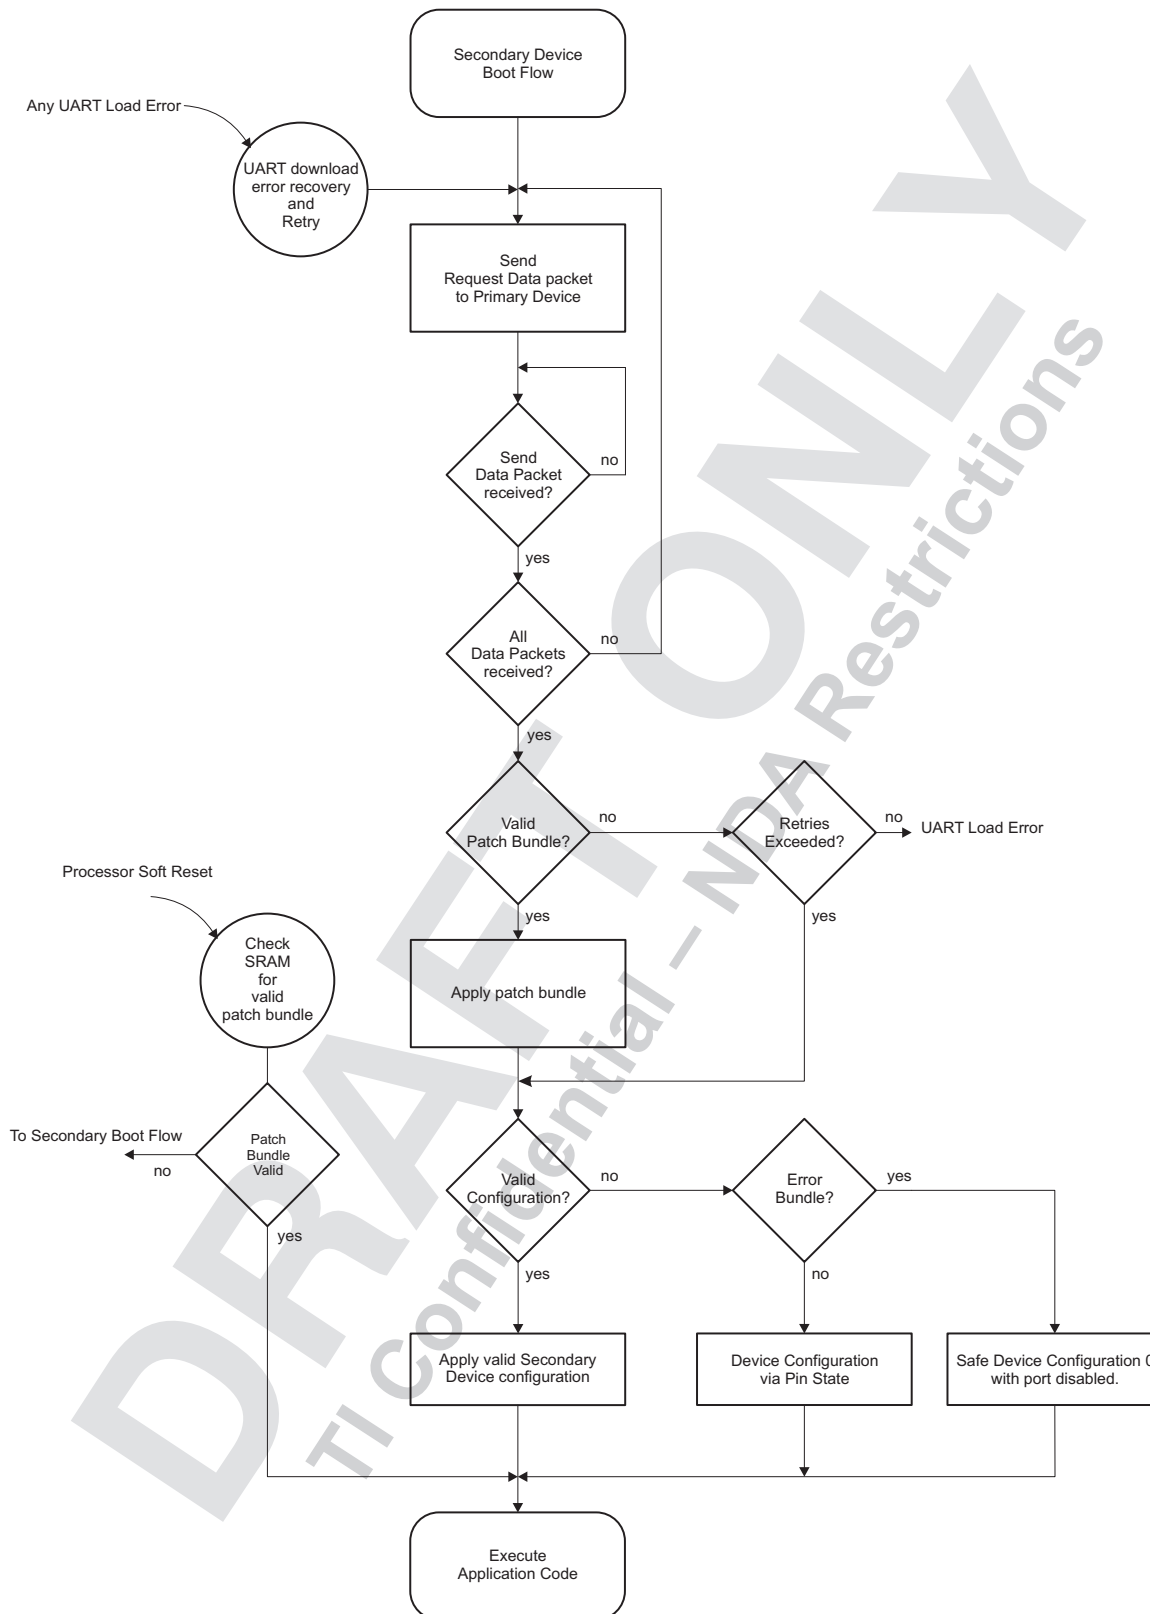 Secondary Device
Boot Flow
Any UART Load Error
UART download
error recovery
and
Retry
Send
Request Data packet
to Primary Device
Send
Data Packet
received?
no
yes
All
Data Packets
received?
no
yes
Valid
Patch Bundle?
no
Retries
Exceeded?
no
UART Load Error
yes
yes
Processor Soft Reset
Check
SRAM
for
valid
patch bundle
Apply patch bundle
To Secondary Boot Flow
no
Patch
Bundle
Valid
yes
Valid
Configuration?
no
Error
Bundle?
yes
yes
no
Apply valid Secondary
Device configuration
Device Configuration
via Pin State
Safe Device Configuration 0
with port disabled.
Execute
Application Code
DRAFT ONLY
TI Confidential – NDA Restrictions